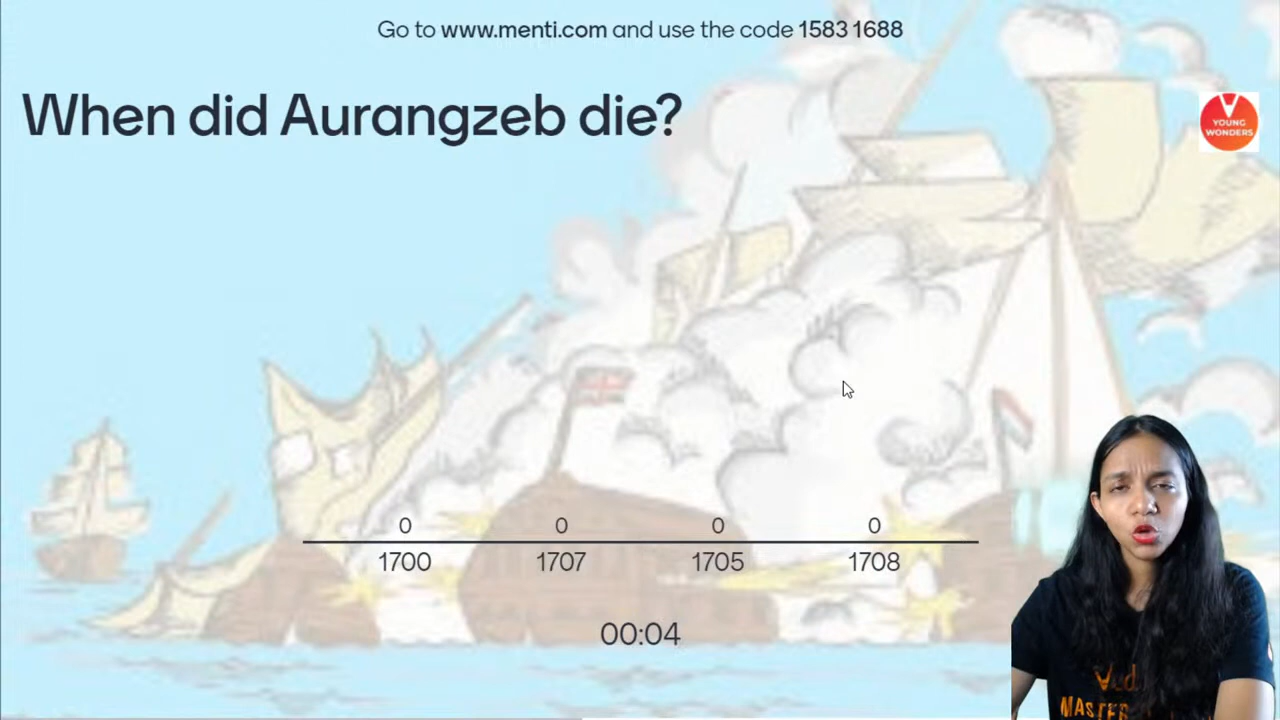 Go to www.menti.com and use the code 1583 1688
When did Aurangzeb die?
YOUNG
WONDERS
0 0 0 0
1700 1707 1705 1708
00:04
MASTER